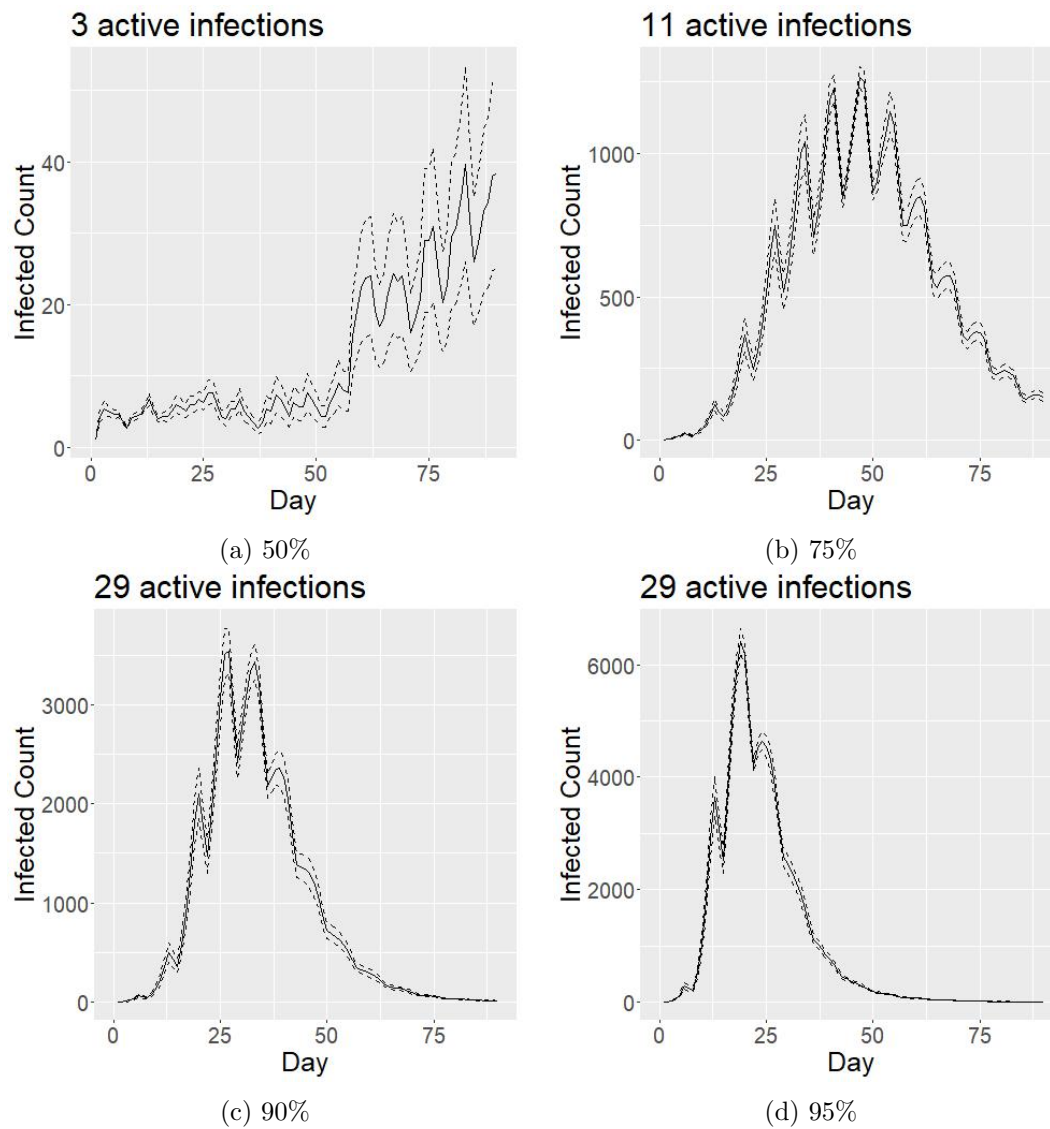 3 active infections
Infected Count
40
20
0
0 25 50 75
Day
(a) 50%
11 active infections
Infected Count
1000
500
0
0 25 50 75
Day
(b) 75%
29 active infections
Infected Count
3000
2000
1000
0
0 25 50 75
Day
(c) 90%
29 active infections
Infected Count
6000
4000
2000
0
0 25 50 75
Day
(d) 95%